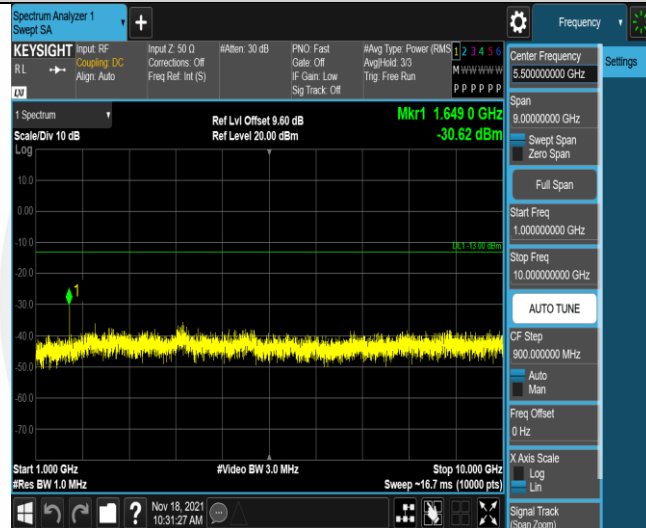 Spectrum Analyzer 1
Swept SA
+
Frequency
KEYSIGHT
RL
LXI
Input: RF
Coupling: DC
Align: Auto
Input Z: 50 Ω
Corrections: Off
Freq Ref: Int (S)
#Atten: 30 dB
PNO: Fast
Gate: Off
IF Gain: Low
Sig Track: Off
#Avg Type: Power (RMS
Avg|Hold: 3/3
Trig: Free Run
1 2 3 4 5 6
M W W W W W
P P P P P P
1 Spectrum
Scale/Div 10 dB
Log
Ref Lvl Offset 9.60 dB
Ref Level 20.00 dBm
Mkr1 1.649 0 GHz
-30.62 dBm
10.0
0.00
-10.0
DL1 -13.00 dBm
-20.0
1
-30.0
-40.0
-50.0
-60.0
-70.0
Start 1.000 GHz
#Res BW 1.0 MHz
#Video BW 3.0 MHz
Stop 10.000 GHz
Sweep ~16.7 ms (10000 pts)
?
Nov 18, 2021
10:31:27 AM
Center Frequency
5.500000000 GHz
Settings
Span
9.00000000 GHz
Swept Span
Zero Span
Full Span
Start Freq
1.000000000 GHz
Stop Freq
10.000000000 GHz
AUTO TUNE
CF Step
900.000000 MHz
Auto
Man
Freq Offset
0 Hz
X Axis Scale
Log
Lin
Signal Track
(Span Zoom)